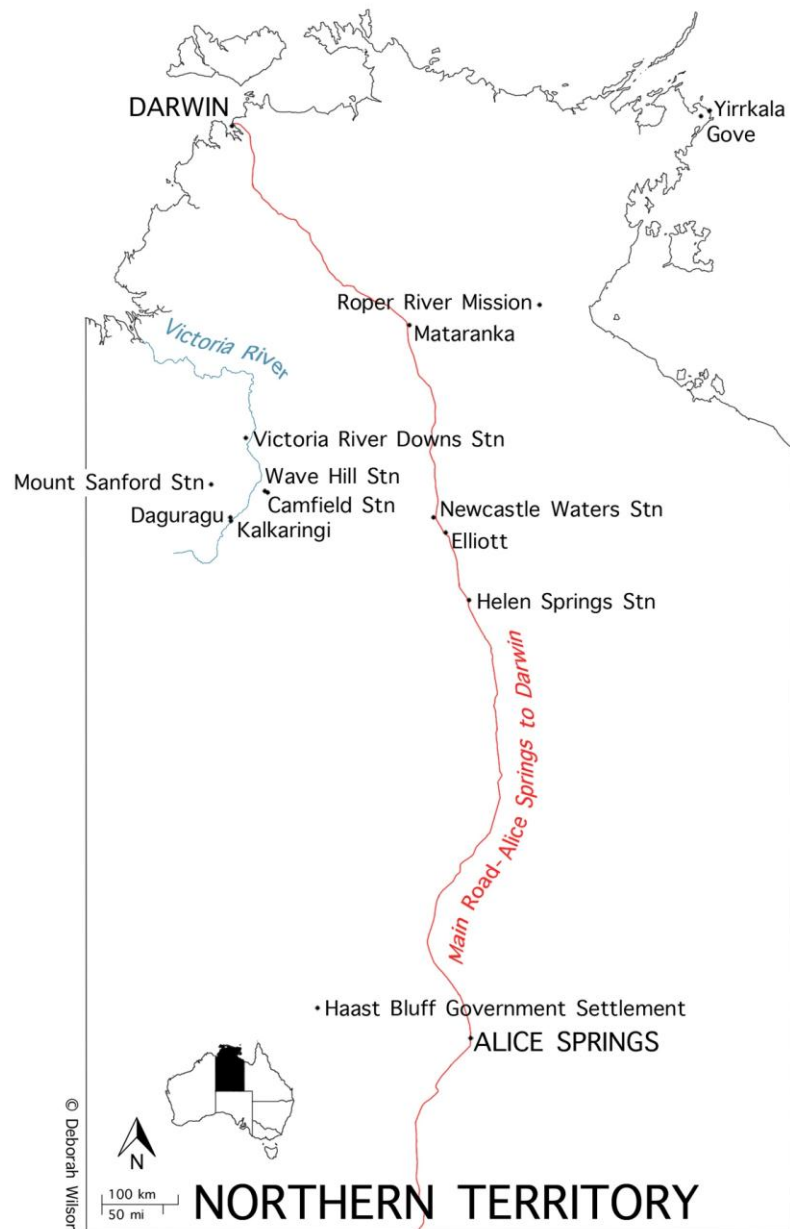 DARWIN
Yirrkala
Gove
Roper River Mission
Mataranka
Victoria River
Victoria River Downs Stn
Mount Sanford Stn
Wave Hill Stn
Camfield Stn
Daguragu
Kalkaringi
Newcastle Waters Stn
Elliott
Helen Springs Stn
Main Road-Alice Springs to Darwin
Haast Bluff Government Settlement
ALICE SPRINGS
© Deborah Wilson
N
100 km
50 mi
NORTHERN TERRITORY